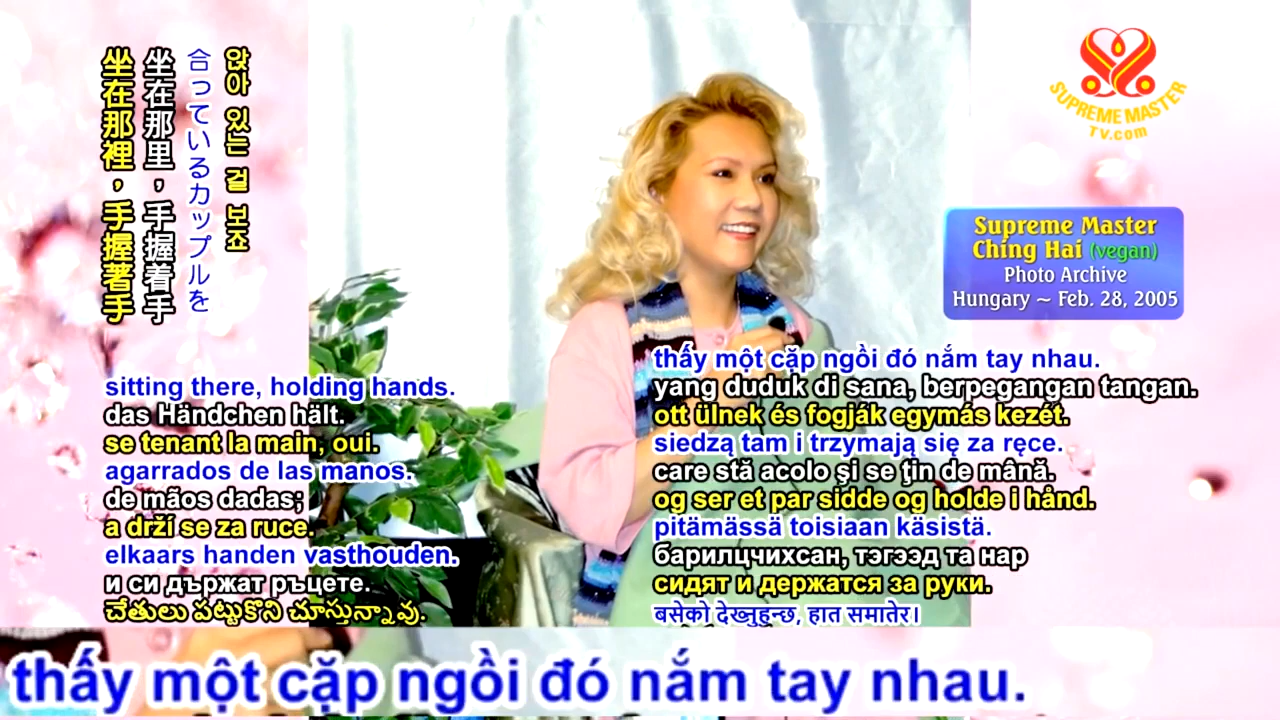 앉아 있는 걸 보죠
合っているカップルを
坐在那里，手握着手
坐在那裡，手握著手
SUPREME MASTER
TV.com
Supreme Master
Ching Hai (vegan)
Photo Archive
Hungary ~ Feb. 28, 2005
sitting there, holding hands.
das Händchen hält.
se tenant la main, oui.
agarrados de las manos.
de mãos dadas;
a drží se za ruce.
elkaars handen vasthouden.
и си държат ръцете.
చేతులు పట్టుకొని చూస్తున్నావు.
thấy một cặp ngồi đó nắm tay nhau.
yang duduk di sana, berpegangan tangan.
ott ülnek és fogják egymás kezét.
siedzą tam i trzymają się za ręce.
care stă acolo şi se ţin de mână.
og ser et par sidde og holde i hånd.
pitämässä toisiaan käsistä.
барилцчихсан, тэгээд та нар
сидят и держатся за руки.
बसेको देख्नुहुन्छ, हात समातेर।
thấy một cặp ngồi đó nắm tay nhau.